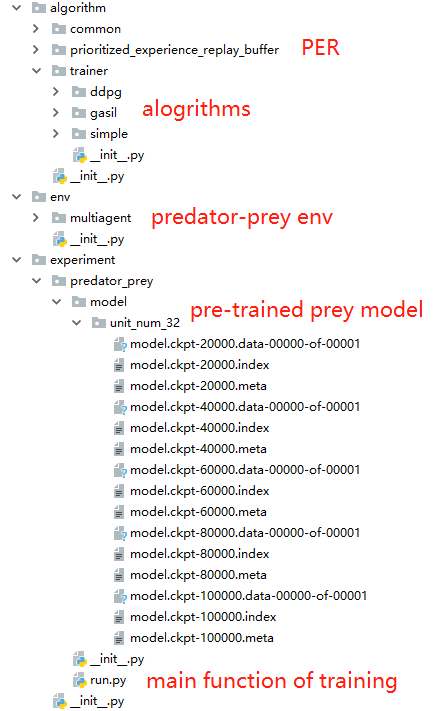 algorithm
common
prioritized_experience_replay_buffer PER
trainer
ddpg
gasil alogrithms
simple
__init__.py
__init__.py
env
multiagent predator-prey env
__init__.py
experiment
predator_prey
model
unit_num_32 pre-trained prey model
model.ckpt-20000.data-00000-of-00001
model.ckpt-20000.index
model.ckpt-20000.meta
model.ckpt-40000.data-00000-of-00001
model.ckpt-40000.index
model.ckpt-40000.meta
model.ckpt-60000.data-00000-of-00001
model.ckpt-60000.index
model.ckpt-60000.meta
model.ckpt-80000.data-00000-of-00001
model.ckpt-80000.index
model.ckpt-80000.meta
model.ckpt-100000.data-00000-of-00001
model.ckpt-100000.index
model.ckpt-100000.meta
__init__.py
run.py main function of training
__init__.py